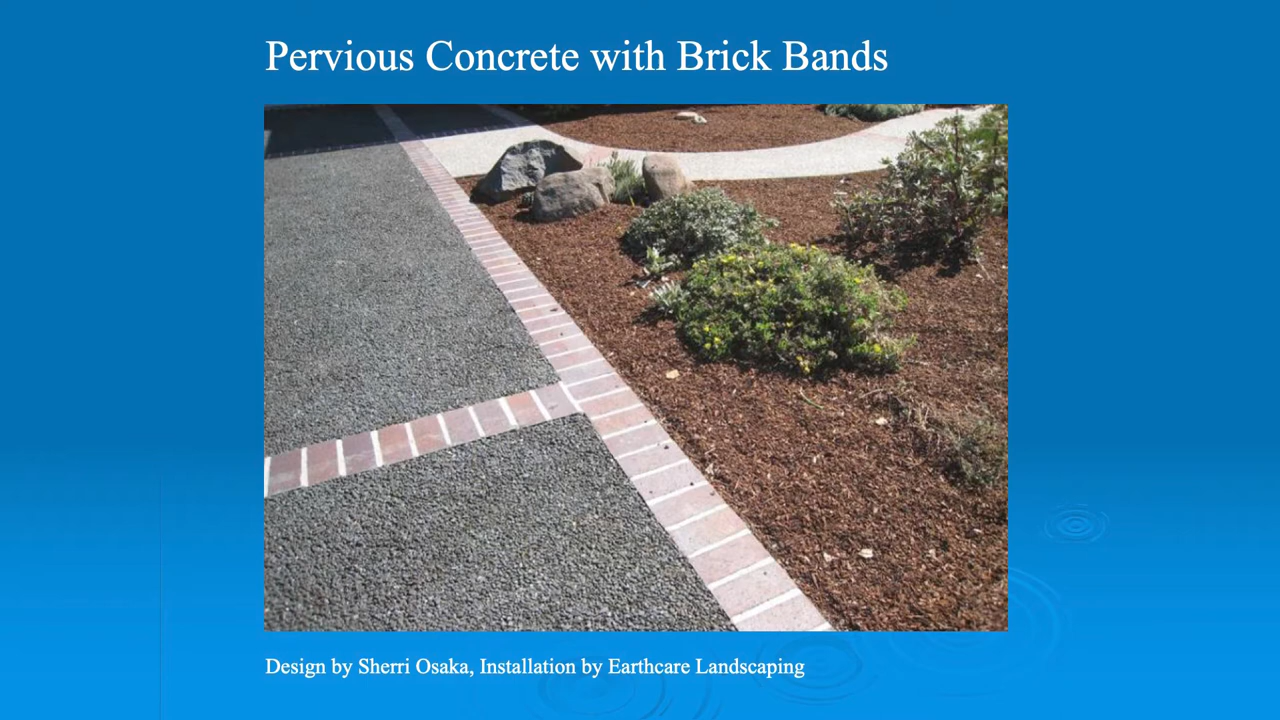 Pervious Concrete with Brick Bands
Design by Sherri Osaka, Installation by Earthcare Landscaping